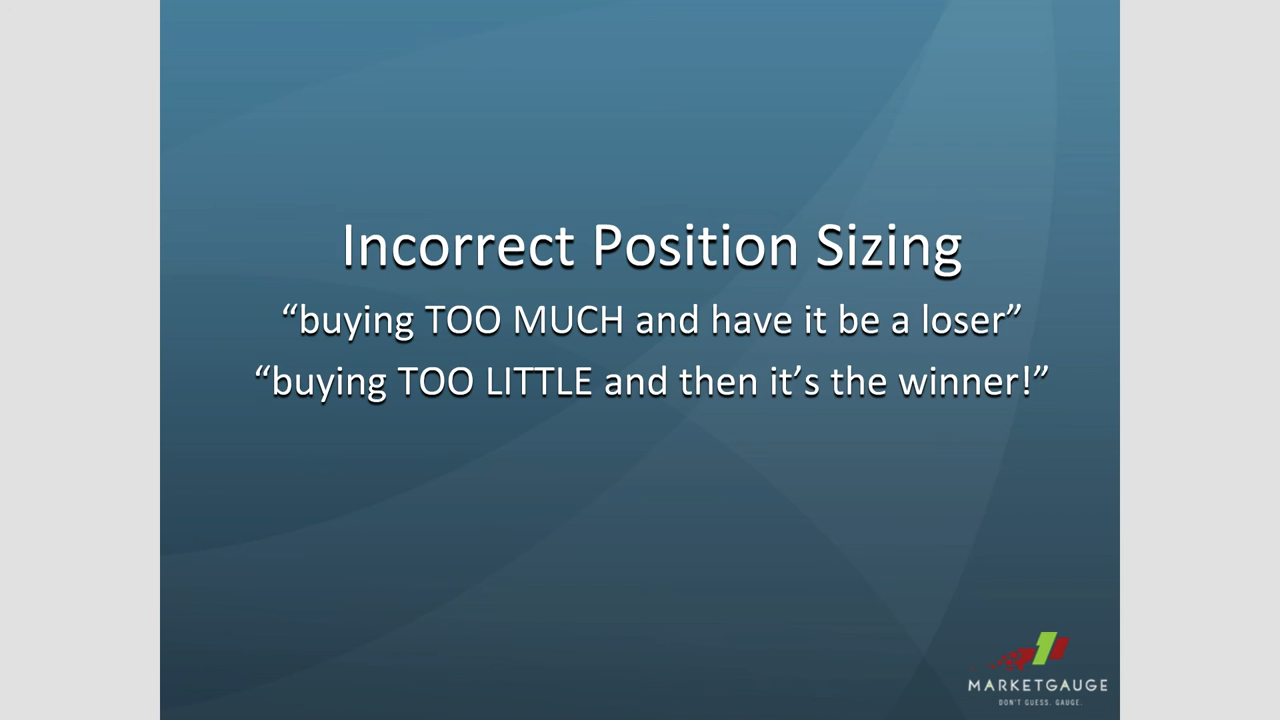 Incorrect Position Sizing
“buying TOO MUCH and have it be a loser”
“buying TOO LITTLE and then it’s the winner!”
MARKETGAUGE
DON'T GUESS. GAUGE.